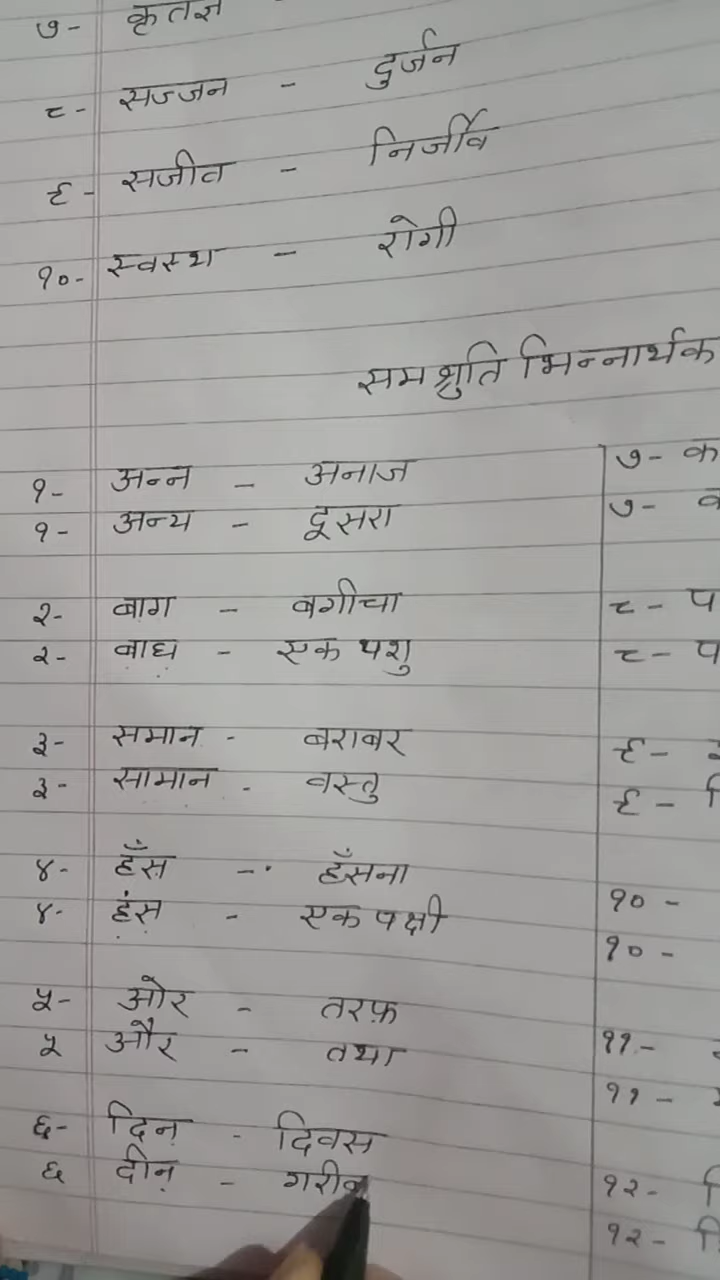 ७- कृतज्ञ -
८- सज्जन - दुर्जन
९- सजीव - निर्जीव
१०- स्वस्थ - रोगी
समश्रुति भिन्नार्थक
१- अन्न - अनाज
१- अन्य - दूसरा
२- बाग - बगीचा
२- बाघ - एक पशु
३- समान - बराबर
३- सामान - वस्तु
४- हँस - हँसना
४- हंस - एक पक्षी
५- ओर - तरफ़
५ और - तथा
६- दिन - दिवस
६ दीन - गरीब
७- क
७-
८- प
८- प
९-
९-
१०-
१०-
११-
११-
१२-
१२-